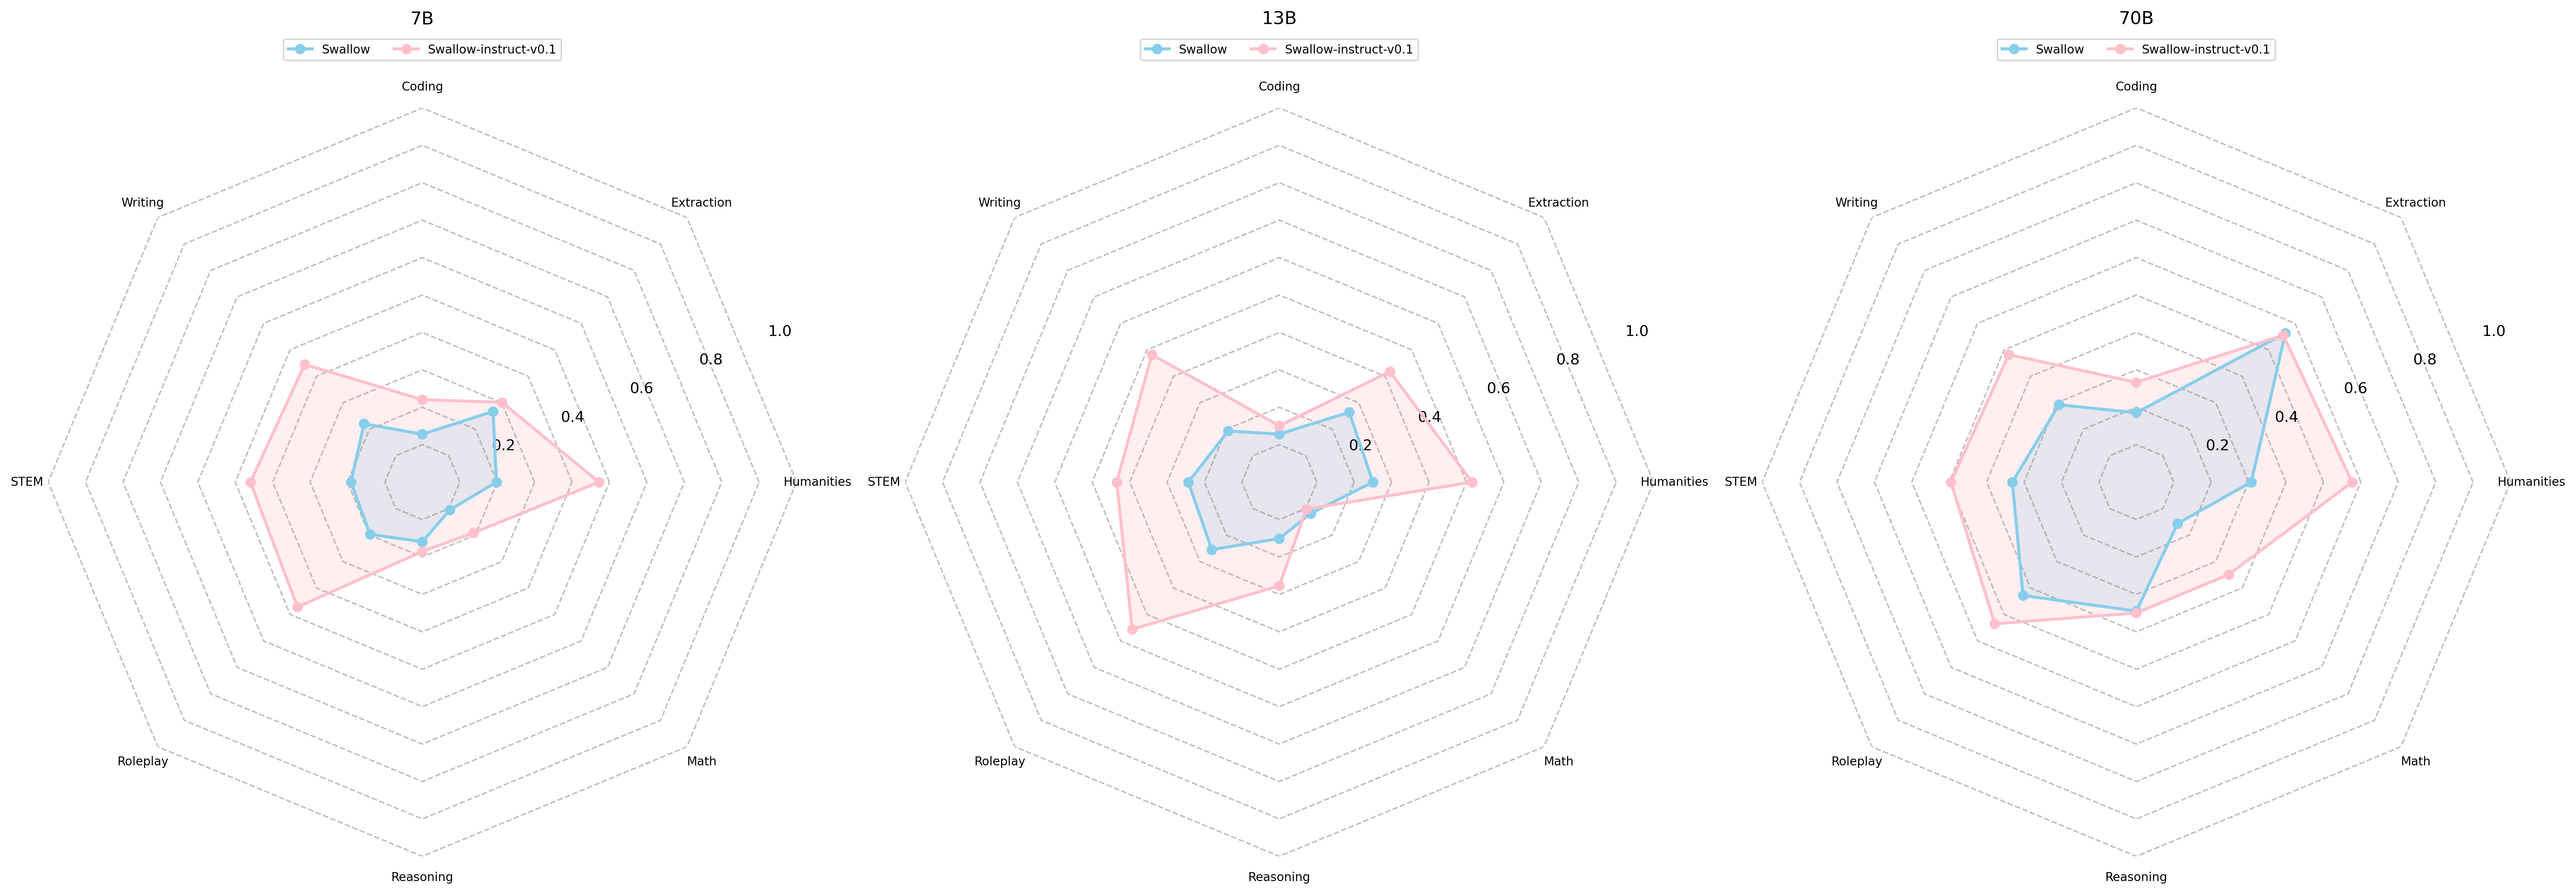 7B
Swallow Swallow-instruct-v0.1
Coding
Writing
Extraction
1.0
0.8
0.6
0.4
0.2
STEM
Humanities
Roleplay
Math
Reasoning
13B
Swallow Swallow-instruct-v0.1
Coding
Writing
Extraction
1.0
0.8
0.6
0.4
0.2
STEM
Humanities
Roleplay
Math
Reasoning
70B
Swallow Swallow-instruct-v0.1
Coding
Writing
Extraction
1.0
0.8
0.6
0.4
0.2
STEM
Humanities
Roleplay
Math
Reasoning